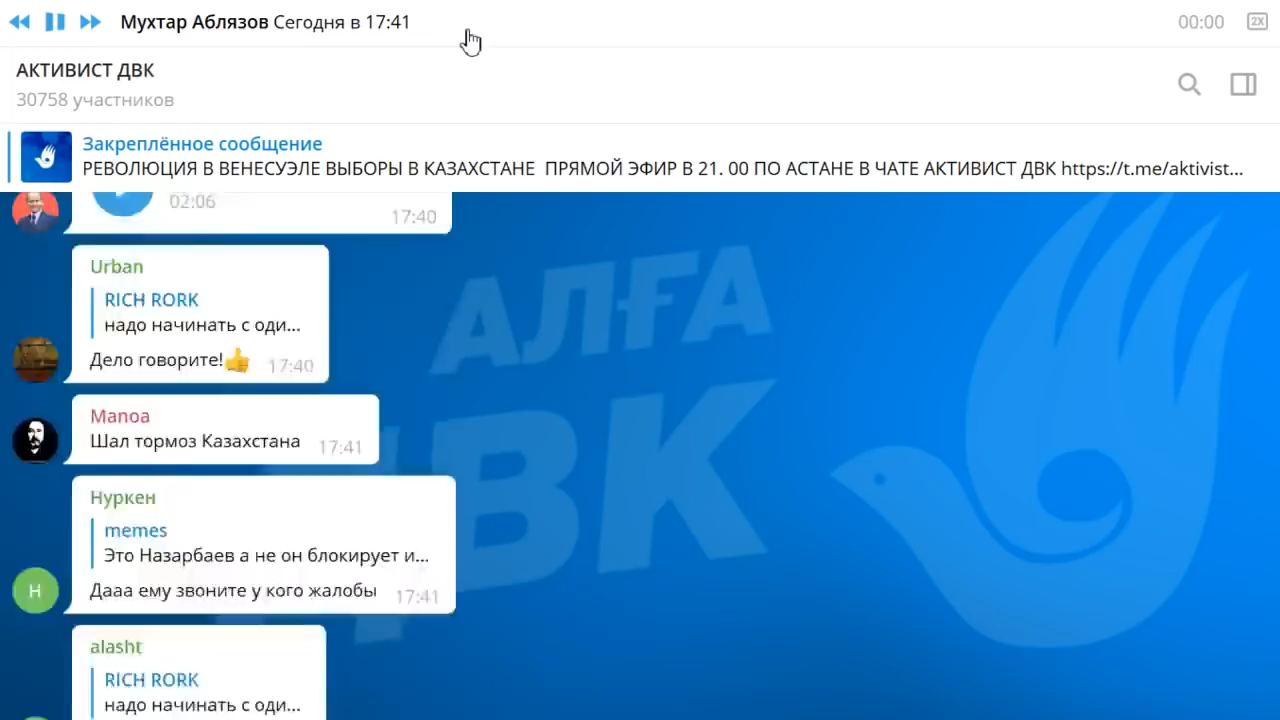 Мухтар Аблязов Сегодня в 17:41
00:00
2X
АКТИВИСТ ДВК
30758 участников
Закреплённое сообщение
РЕВОЛЮЦИЯ В ВЕНЕСУЭЛЕ ВЫБОРЫ В КАЗАХСТАНЕ ПРЯМОЙ ЭФИР В 21. 00 ПО АСТАНЕ В ЧАТЕ АКТИВИСТ ДВК https://t.me/aktivist...
02:06
17:40
Urban
RICH RORK
надо начинать с оди...
Дело говорите!👍 17:40
Manoa
Шал тормоз Казахстана 17:41
Нуркен
memes
Это Назарбаев а не он блокирует и...
Н
Дааа ему звоните у кого жалобы 17:41
alasht
RICH RORK
надо начинать с оди...
АЛҒА
ДВК